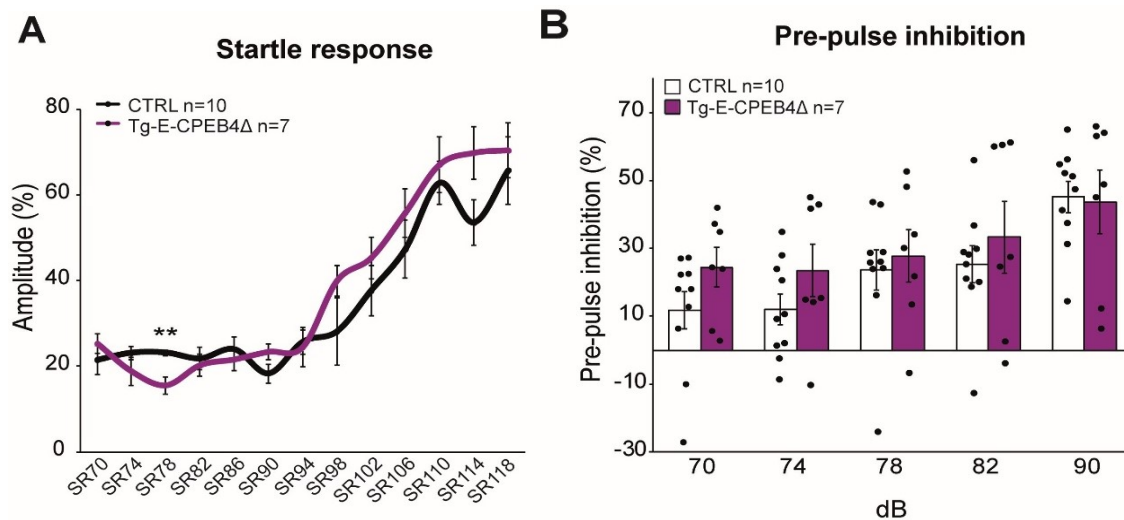 A
Startle response
CTRL n=10
Tg-E-CPEB4Δ n=7
Amplitude (%)
80
60
40
20
0
**
SR70
SR74
SR78
SR82
SR86
SR90
SR94
SR98
SR102
SR106
SR110
SR114
SR118
B
Pre-pulse inhibition
CTRL n=10
Tg-E-CPEB4Δ n=7
Pre-pulse inhibition (%)
70
50
30
10
-10
-30
70 74 78 82 90
dB